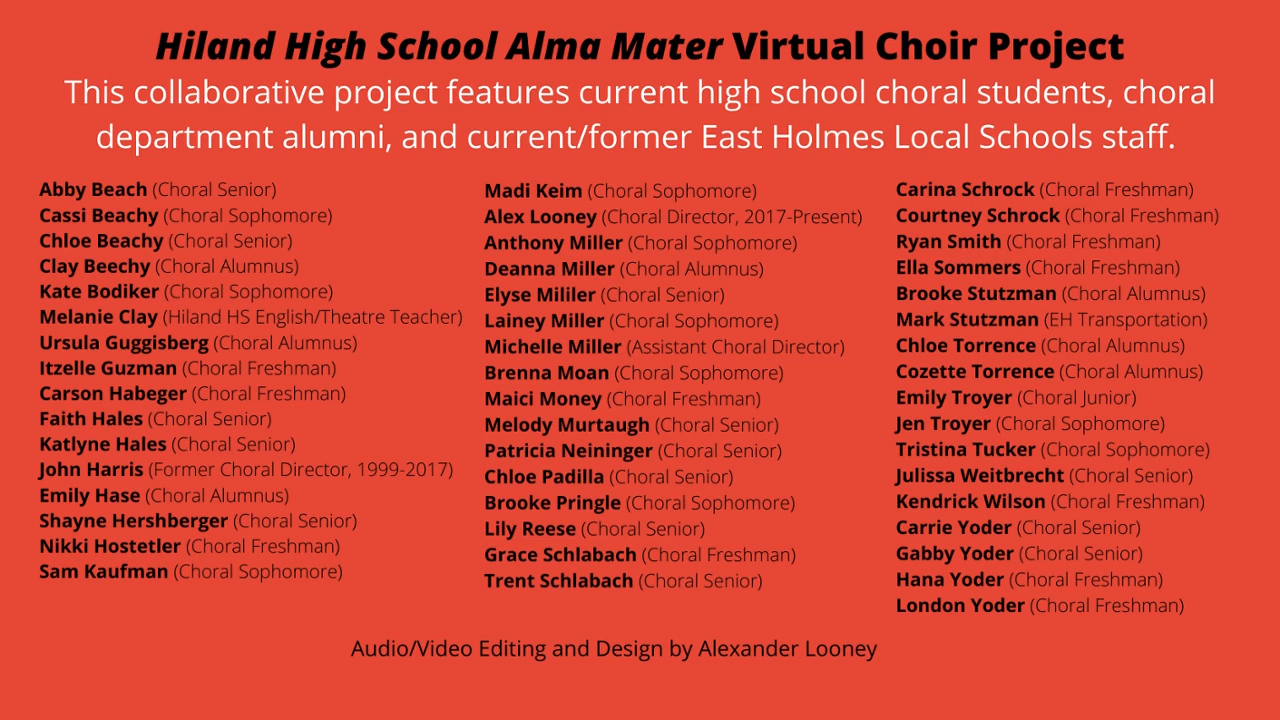 Hiland High School Alma Mater Virtual Choir Project
This collaborative project features current high school choral students, choral
department alumni, and current/former East Holmes Local Schools staff.
Abby Beach (Choral Senior)
Cassi Beachy (Choral Sophomore)
Chloe Beachy (Choral Senior)
Clay Beechy (Choral Alumnus)
Kate Bodiker (Choral Sophomore)
Melanie Clay (Hiland HS English/Theatre Teacher)
Ursula Guggisberg (Choral Alumnus)
Itzelle Guzman (Choral Freshman)
Carson Habeger (Choral Freshman)
Faith Hales (Choral Senior)
Katlyne Hales (Choral Senior)
John Harris (Former Choral Director, 1999-2017)
Emily Hase (Choral Alumnus)
Shayne Hershberger (Choral Senior)
Nikki Hostetler (Choral Freshman)
Sam Kaufman (Choral Sophomore)
Madi Keim (Choral Sophomore)
Alex Looney (Choral Director, 2017-Present)
Anthony Miller (Choral Sophomore)
Deanna Miller (Choral Alumnus)
Elyse Mililer (Choral Senior)
Lainey Miller (Choral Sophomore)
Michelle Miller (Assistant Choral Director)
Brenna Moan (Choral Sophomore)
Maici Money (Choral Freshman)
Melody Murtaugh (Choral Senior)
Patricia Neininger (Choral Senior)
Chloe Padilla (Choral Senior)
Brooke Pringle (Choral Sophomore)
Lily Reese (Choral Senior)
Grace Schlabach (Choral Freshman)
Trent Schlabach (Choral Senior)
Carina Schrock (Choral Freshman)
Courtney Schrock (Choral Freshman)
Ryan Smith (Choral Freshman)
Ella Sommers (Choral Freshman)
Brooke Stutzman (Choral Alumnus)
Mark Stutzman (EH Transportation)
Chloe Torrence (Choral Alumnus)
Cozette Torrence (Choral Alumnus)
Emily Troyer (Choral Junior)
Jen Troyer (Choral Sophomore)
Tristina Tucker (Choral Sophomore)
Julissa Weitbrecht (Choral Senior)
Kendrick Wilson (Choral Freshman)
Carrie Yoder (Choral Senior)
Gabby Yoder (Choral Senior)
Hana Yoder (Choral Freshman)
London Yoder (Choral Freshman)
Audio/Video Editing and Design by Alexander Looney